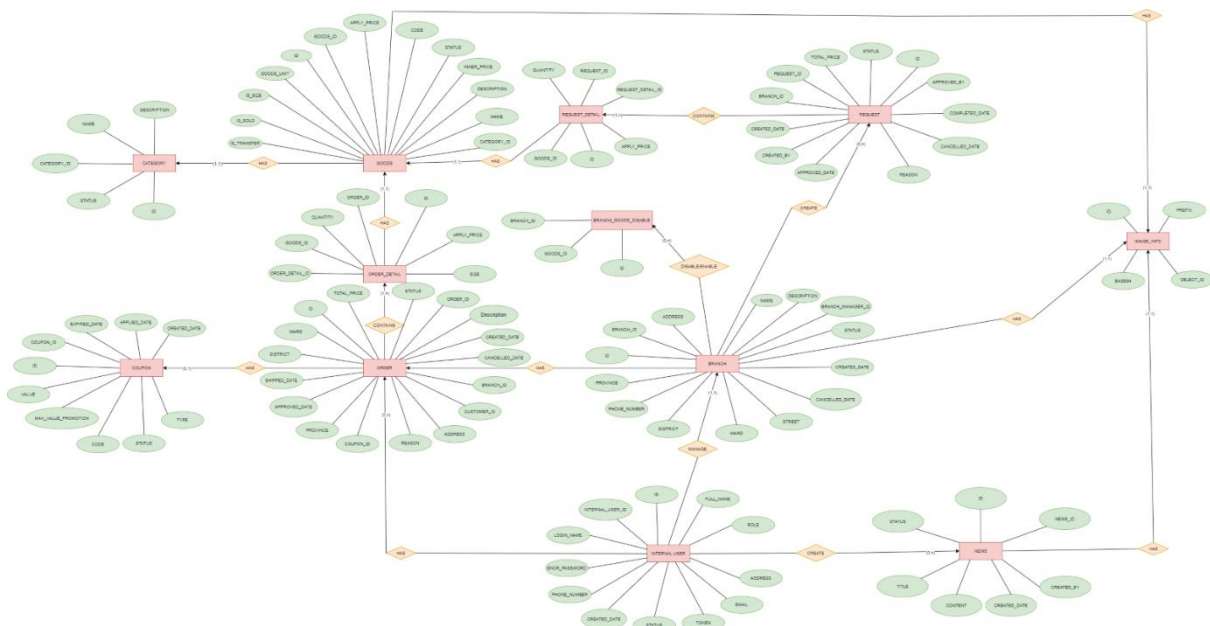 HAS
APPLY_PRICE
CODE
GOODS_ID
STATUS
ID
INNER_PRICE
GOODS_UNIT
DESCRIPTION
IS_SIZE
NAME
IS_SOLD
CATEGORY_ID
IS_TRANSFER
GOODS
DESCRIPTION
NAME
CATEGORY_ID
CATEGORY
STATUS
ID
HAS
HAS
QUANTITY
REQUEST_ID
REQUEST_DETAIL_ID
REQUEST_DETAIL
GOODS_ID
ID
APPLY_PRICE
CONTAINS
STATUS
TOTAL_PRICE
ID
REQUEST_ID
APPROVED_BY
BRANCH_ID
REQUEST
COMPLETED_DATE
CREATED_DATE
CANCELLED_DATE
CREATED_BY
APPROVED_DATE
REASON
CREATE
ORDER_ID
ID
HAS
QUANTITY
GOODS_ID
APPLY_PRICE
ORDER_DETAIL_ID
ORDER_DETAIL
SIZE
BRANCH_ID
BRANCH_GOODS_DISABLE
GOODS_ID
ID
DISABLE/ENABLE
ID
PREFIX
IMAGE_INFO
BASE64
OBJECT_ID
TOTAL_PRICE
STATUS
ID
ORDER_ID
Description
WARD
CONTAINS
CREATED_DATE
DISTRICT
CANCELLED_DATE
SHIPPED_DATE
ORDER
BRANCH_ID
APPROVED_DATE
CUSTOMER_ID
PROVINCE
COUPON_ID
REASON
ADDRESS
EXPIRED_DATE
APPLIED_DATE
CREATED_DATE
COUPON_ID
ID
COUPON
VALUE
MAX_VALUE_PROMOTION
CODE
STATUS
TYPE
HAS
HAS
NAME
DESCRIPTION
BRANCH_MANAGER_ID
ADDRESS
BRANCH_ID
STATUS
ID
BRANCH
CREATED_DATE
PROVINCE
PHONE_NUMBER
CANCELLED_DATE
DISTRICT
WARD
STREET
HAS
MANAGE
ID
FULL_NAME
INTERNAL_USER_ID
ROLE
LOGIN_NAME
INTERNAL_USER
ENCR_PASSWORD
ADDRESS
PHONE_NUMBER
EMAIL
CREATED_DATE
STATUS
TOKEN
HAS
CREATE
ID
STATUS
NEWS_ID
NEWS
TITLE
CREATED_BY
CONTENT
CREATED_DATE
HAS